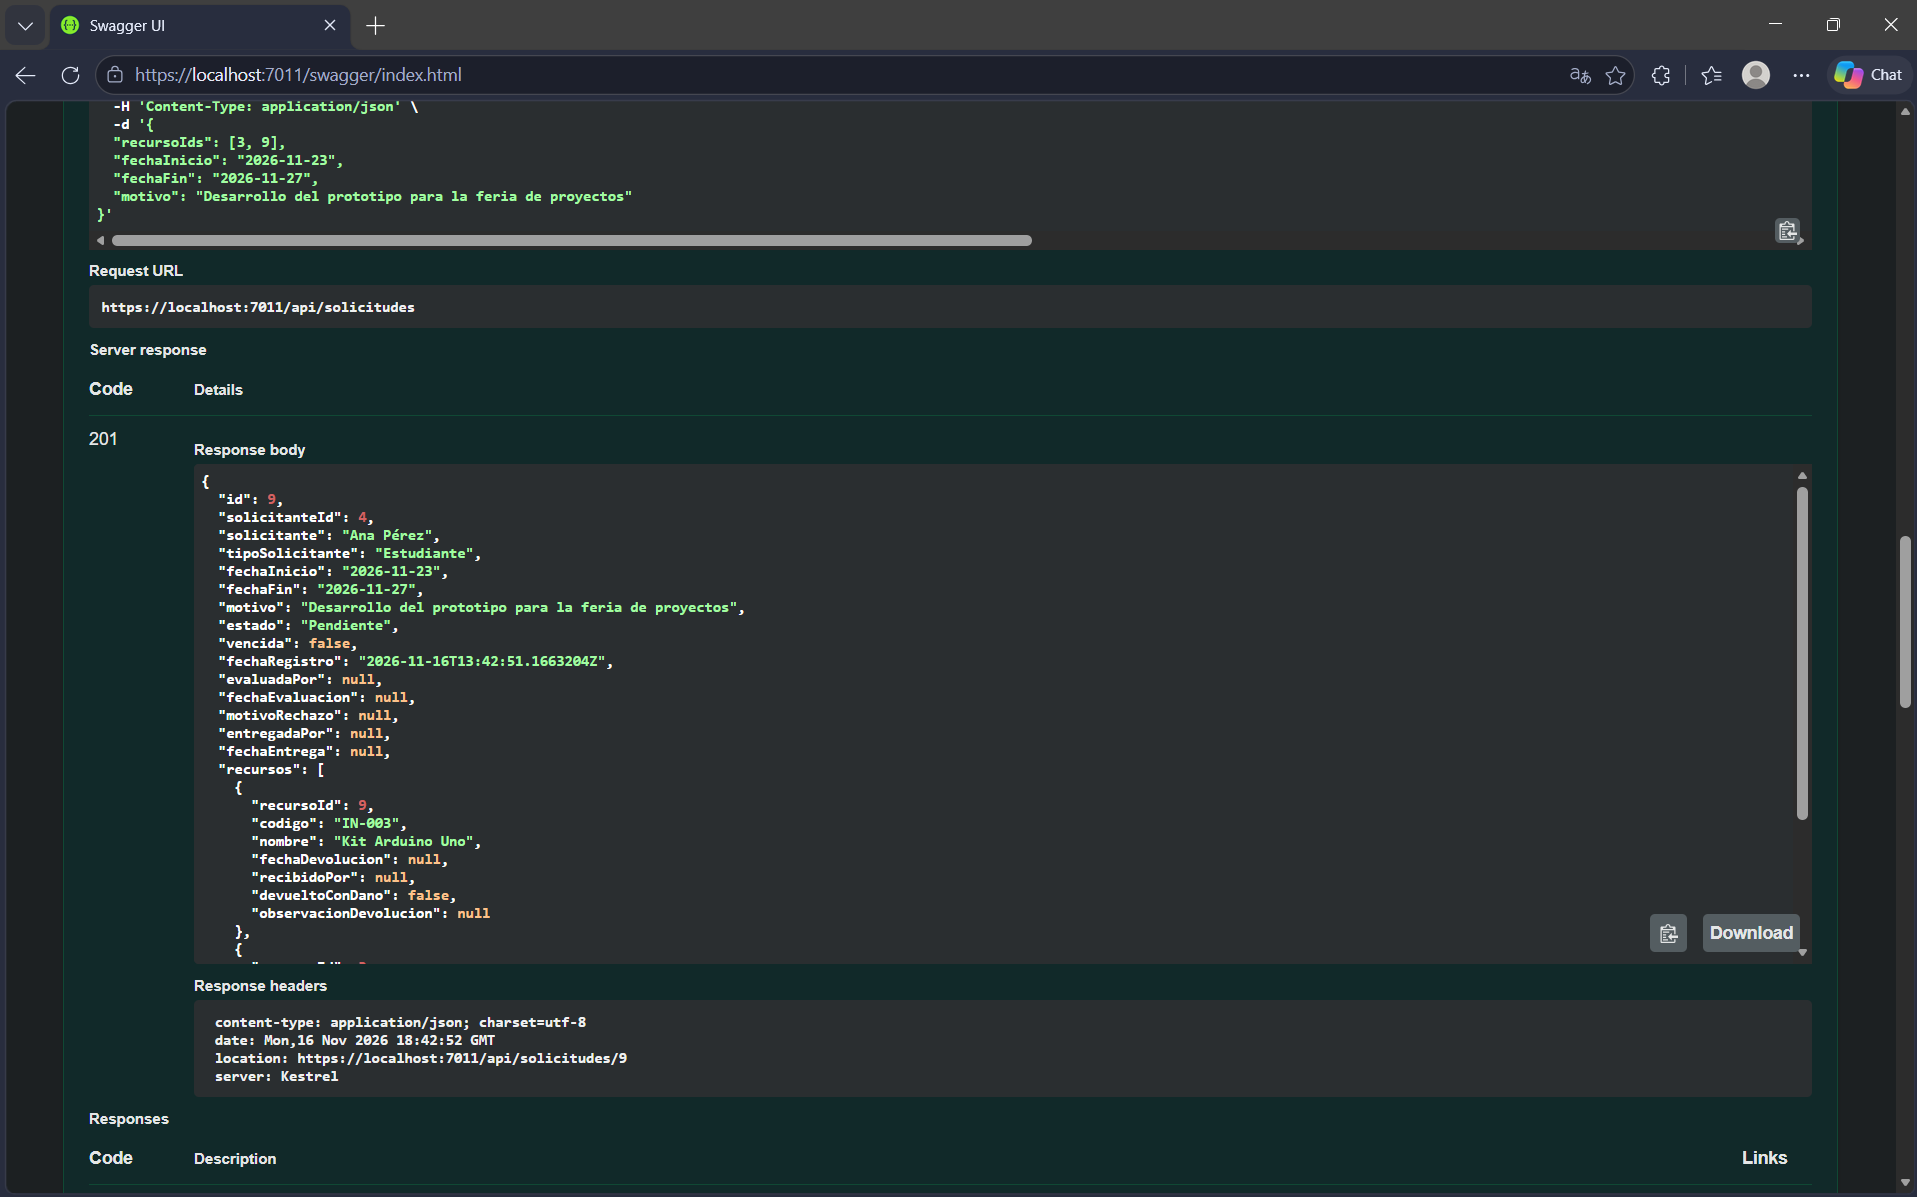 Swagger UI
https://localhost:7011/swagger/index.html
Chat
-H 'Content-Type: application/json' \
-d '{
"recursoIds": [3, 9],
"fechaInicio": "2026-11-23",
"fechaFin": "2026-11-27",
"motivo": "Desarrollo del prototipo para la feria de proyectos"
}'
Request URL
https://localhost:7011/api/solicitudes
Server response
Code Details
201
Response body
{
"id": 9,
"solicitanteId": 4,
"solicitante": "Ana Pérez",
"tipoSolicitante": "Estudiante",
"fechaInicio": "2026-11-23",
"fechaFin": "2026-11-27",
"motivo": "Desarrollo del prototipo para la feria de proyectos",
"estado": "Pendiente",
"vencida": false,
"fechaRegistro": "2026-11-16T13:42:51.1663204Z",
"evaluadaPor": null,
"fechaEvaluacion": null,
"motivoRechazo": null,
"entregadaPor": null,
"fechaEntrega": null,
"recursos": [
{
"recursoId": 9,
"codigo": "IN-003",
"nombre": "Kit Arduino Uno",
"fechaDevolucion": null,
"recibidoPor": null,
"devueltoConDano": false,
"observacionDevolucion": null
},
{
Download
Response headers
content-type: application/json; charset=utf-8
date: Mon,16 Nov 2026 18:42:52 GMT
location: https://localhost:7011/api/solicitudes/9
server: Kestrel
Responses
Code Description Links